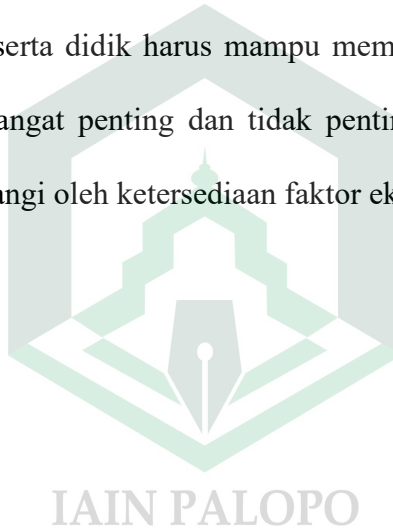 serta didik harus mampu mem
angat penting dan tidak pentin
angi oleh ketersediaan faktor ek
IAIN PALOPO